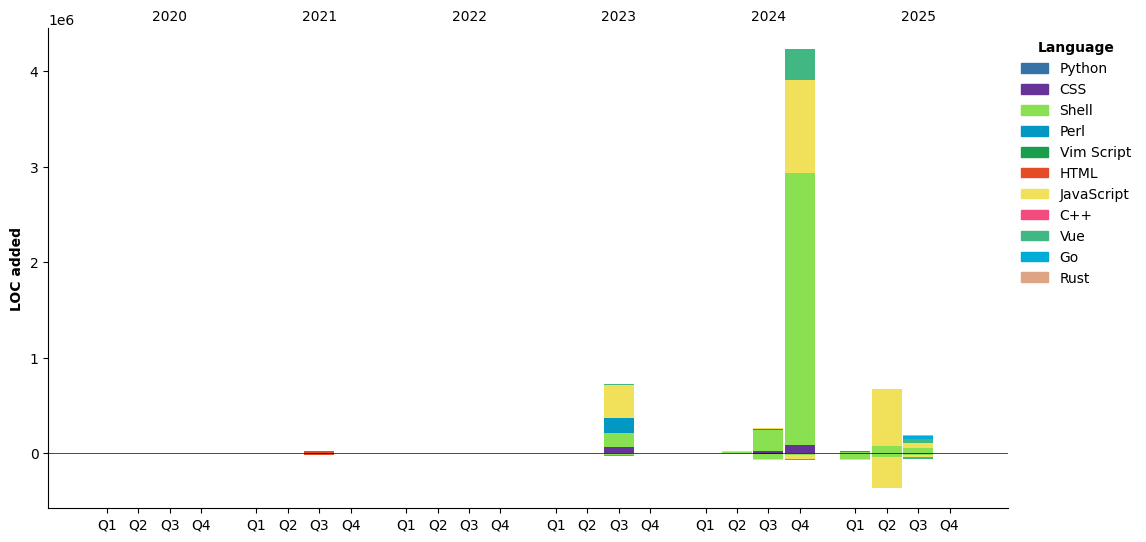 1e6
2020 2021 2022 2023 2024 2025
Language
Python
CSS
Shell
Perl
Vim Script
HTML
JavaScript
C++
Vue
Go
Rust
LOC added
4
3
2
1
0
Q1 Q2 Q3 Q4 Q1 Q2 Q3 Q4 Q1 Q2 Q3 Q4 Q1 Q2 Q3 Q4 Q1 Q2 Q3 Q4 Q1 Q2 Q3 Q4